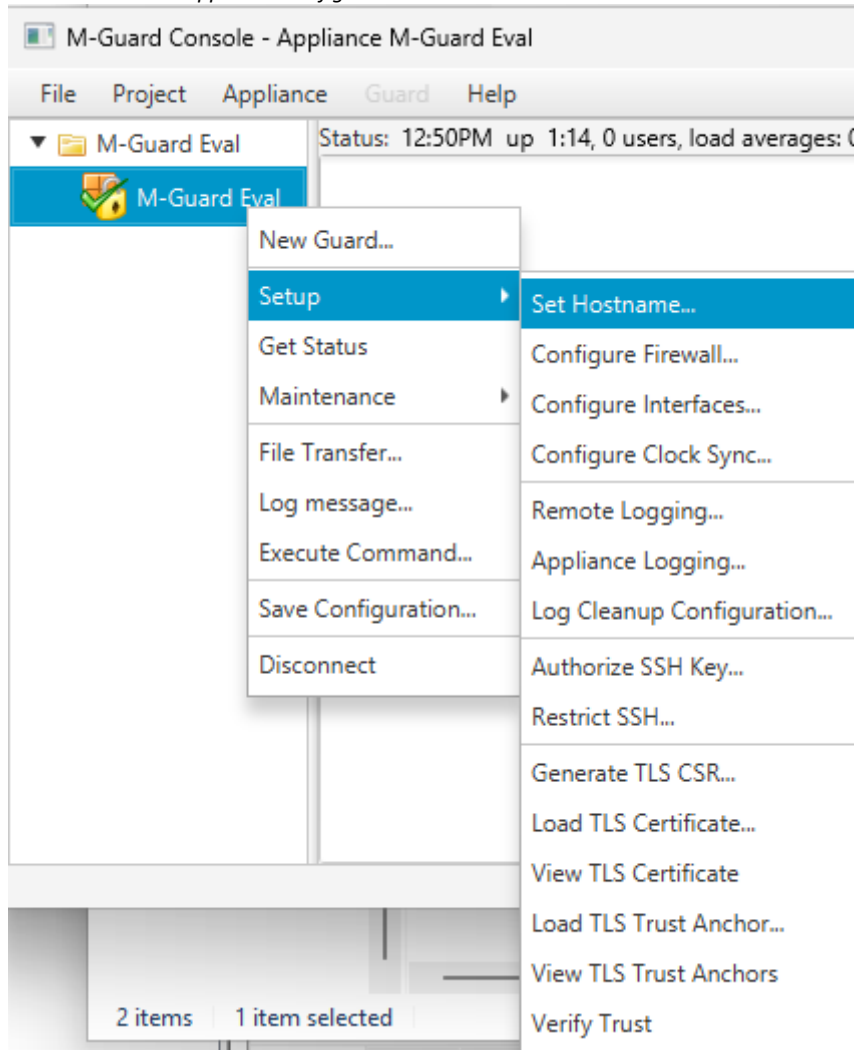 M-Guard Console - Appliance M-Guard Eval
File Project Appliance Guard Help
M-Guard Eval
Status: 12:50PM up 1:14, 0 users, load averages:
M-Guard Eval
New Guard...
Setup
Get Status
Maintenance
File Transfer...
Log message...
Execute Command...
Save Configuration...
Disconnect
Set Hostname...
Configure Firewall...
Configure Interfaces...
Configure Clock Sync...
Remote Logging...
Appliance Logging...
Log Cleanup Configuration...
Authorize SSH Key...
Restrict SSH...
Generate TLS CSR...
Load TLS Certificate...
View TLS Certificate
Load TLS Trust Anchor...
View TLS Trust Anchors
Verify Trust
2 items 1 item selected